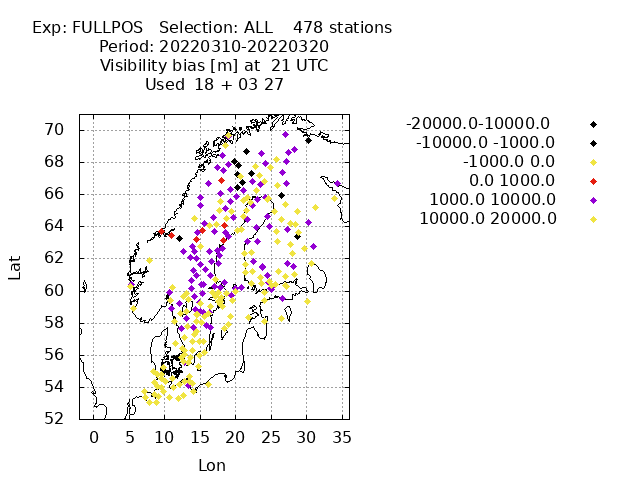 Exp: FULLPOS   Selection: ALL    478 stations
Period: 20220310-20220320
Visibility bias [m] at  21 UTC
Used  18 + 03 27
-20000.0-10000.0
-10000.0 -1000.0
-1000.0 0.0
0.0 1000.0
1000.0 10000.0
10000.0 20000.0
70
68
66
64
62
60
58
56
54
52
Lat
0 5 10 15 20 25 30 35
Lon